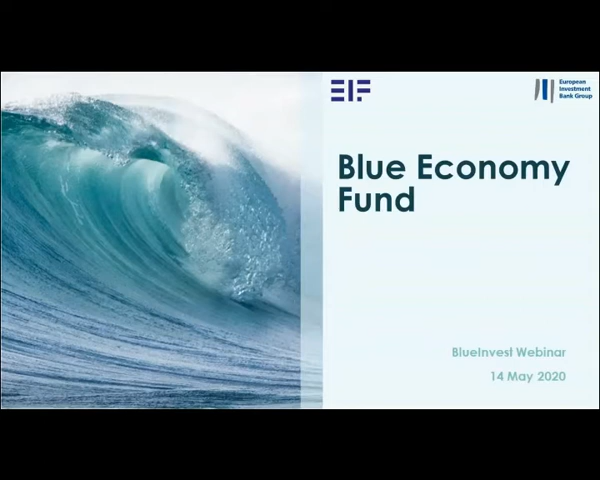 EIF
European
Investment
Bank Group
Blue Economy
Fund
BlueInvest Webinar
14 May 2020